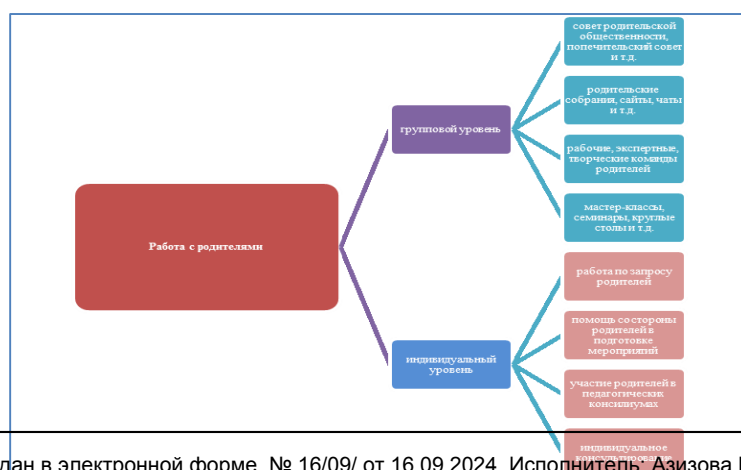 совет родительской
общественности,
попечительский совет
и т.д.
родительские
собрания, сайты, чаты
и т.д.
групповой уровень
рабочие, экспертные,
творческие команды
родителей
мастер-классы,
семинары, круглые
столы и т.д.
Работа с родителями
работа по запросу
родителей
помощь со стороны
родителей в
подготовке
мероприятий
индивидуальный
уровень
участие родителей в
педагогических
консилиумах
индивидуальное
консультирование
дан в электронной форме. № 16/09/ от 16.09.2024. Исполнитель: Азизова